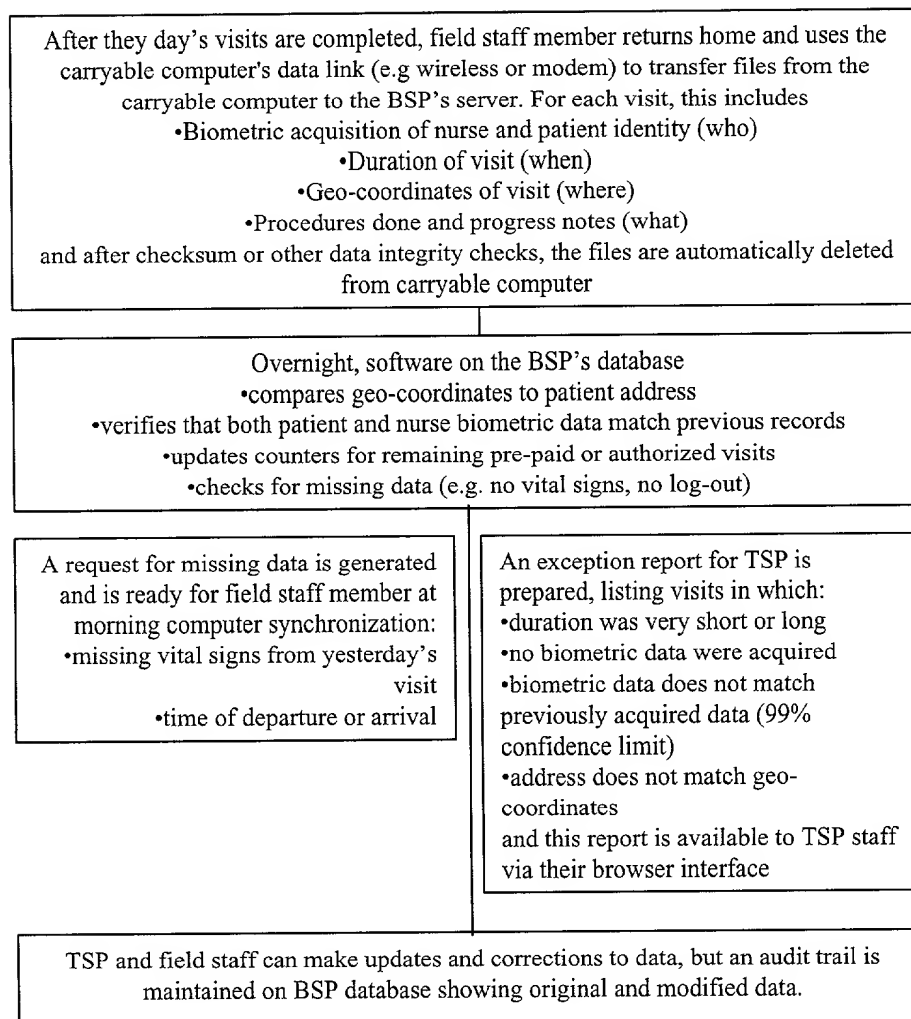 After they day's visits are completed, field staff member returns home and uses the
carryable computer's data link (e.g wireless or modem) to transfer files from the
carryable computer to the BSP's server. For each visit, this includes
•Biometric acquisition of nurse and patient identity (who)
•Duration of visit (when)
•Geo-coordinates of visit (where)
•Procedures done and progress notes (what)
and after checksum or other data integrity checks, the files are automatically deleted
from carryable computer
Overnight, software on the BSP's database
•compares geo-coordinates to patient address
•verifies that both patient and nurse biometric data match previous records
•updates counters for remaining pre-paid or authorized visits
•checks for missing data (e.g. no vital signs, no log-out)
A request for missing data is generated
and is ready for field staff member at
morning computer synchronization:
•missing vital signs from yesterday's
visit
•time of departure or arrival
An exception report for TSP is
prepared, listing visits in which:
•duration was very short or long
•no biometric data were acquired
•biometric data does not match
previously acquired data (99%
confidence limit)
•address does not match geo-
coordinates
and this report is available to TSP staff
via their browser interface
TSP and field staff can make updates and corrections to data, but an audit trail is
maintained on BSP database showing original and modified data.